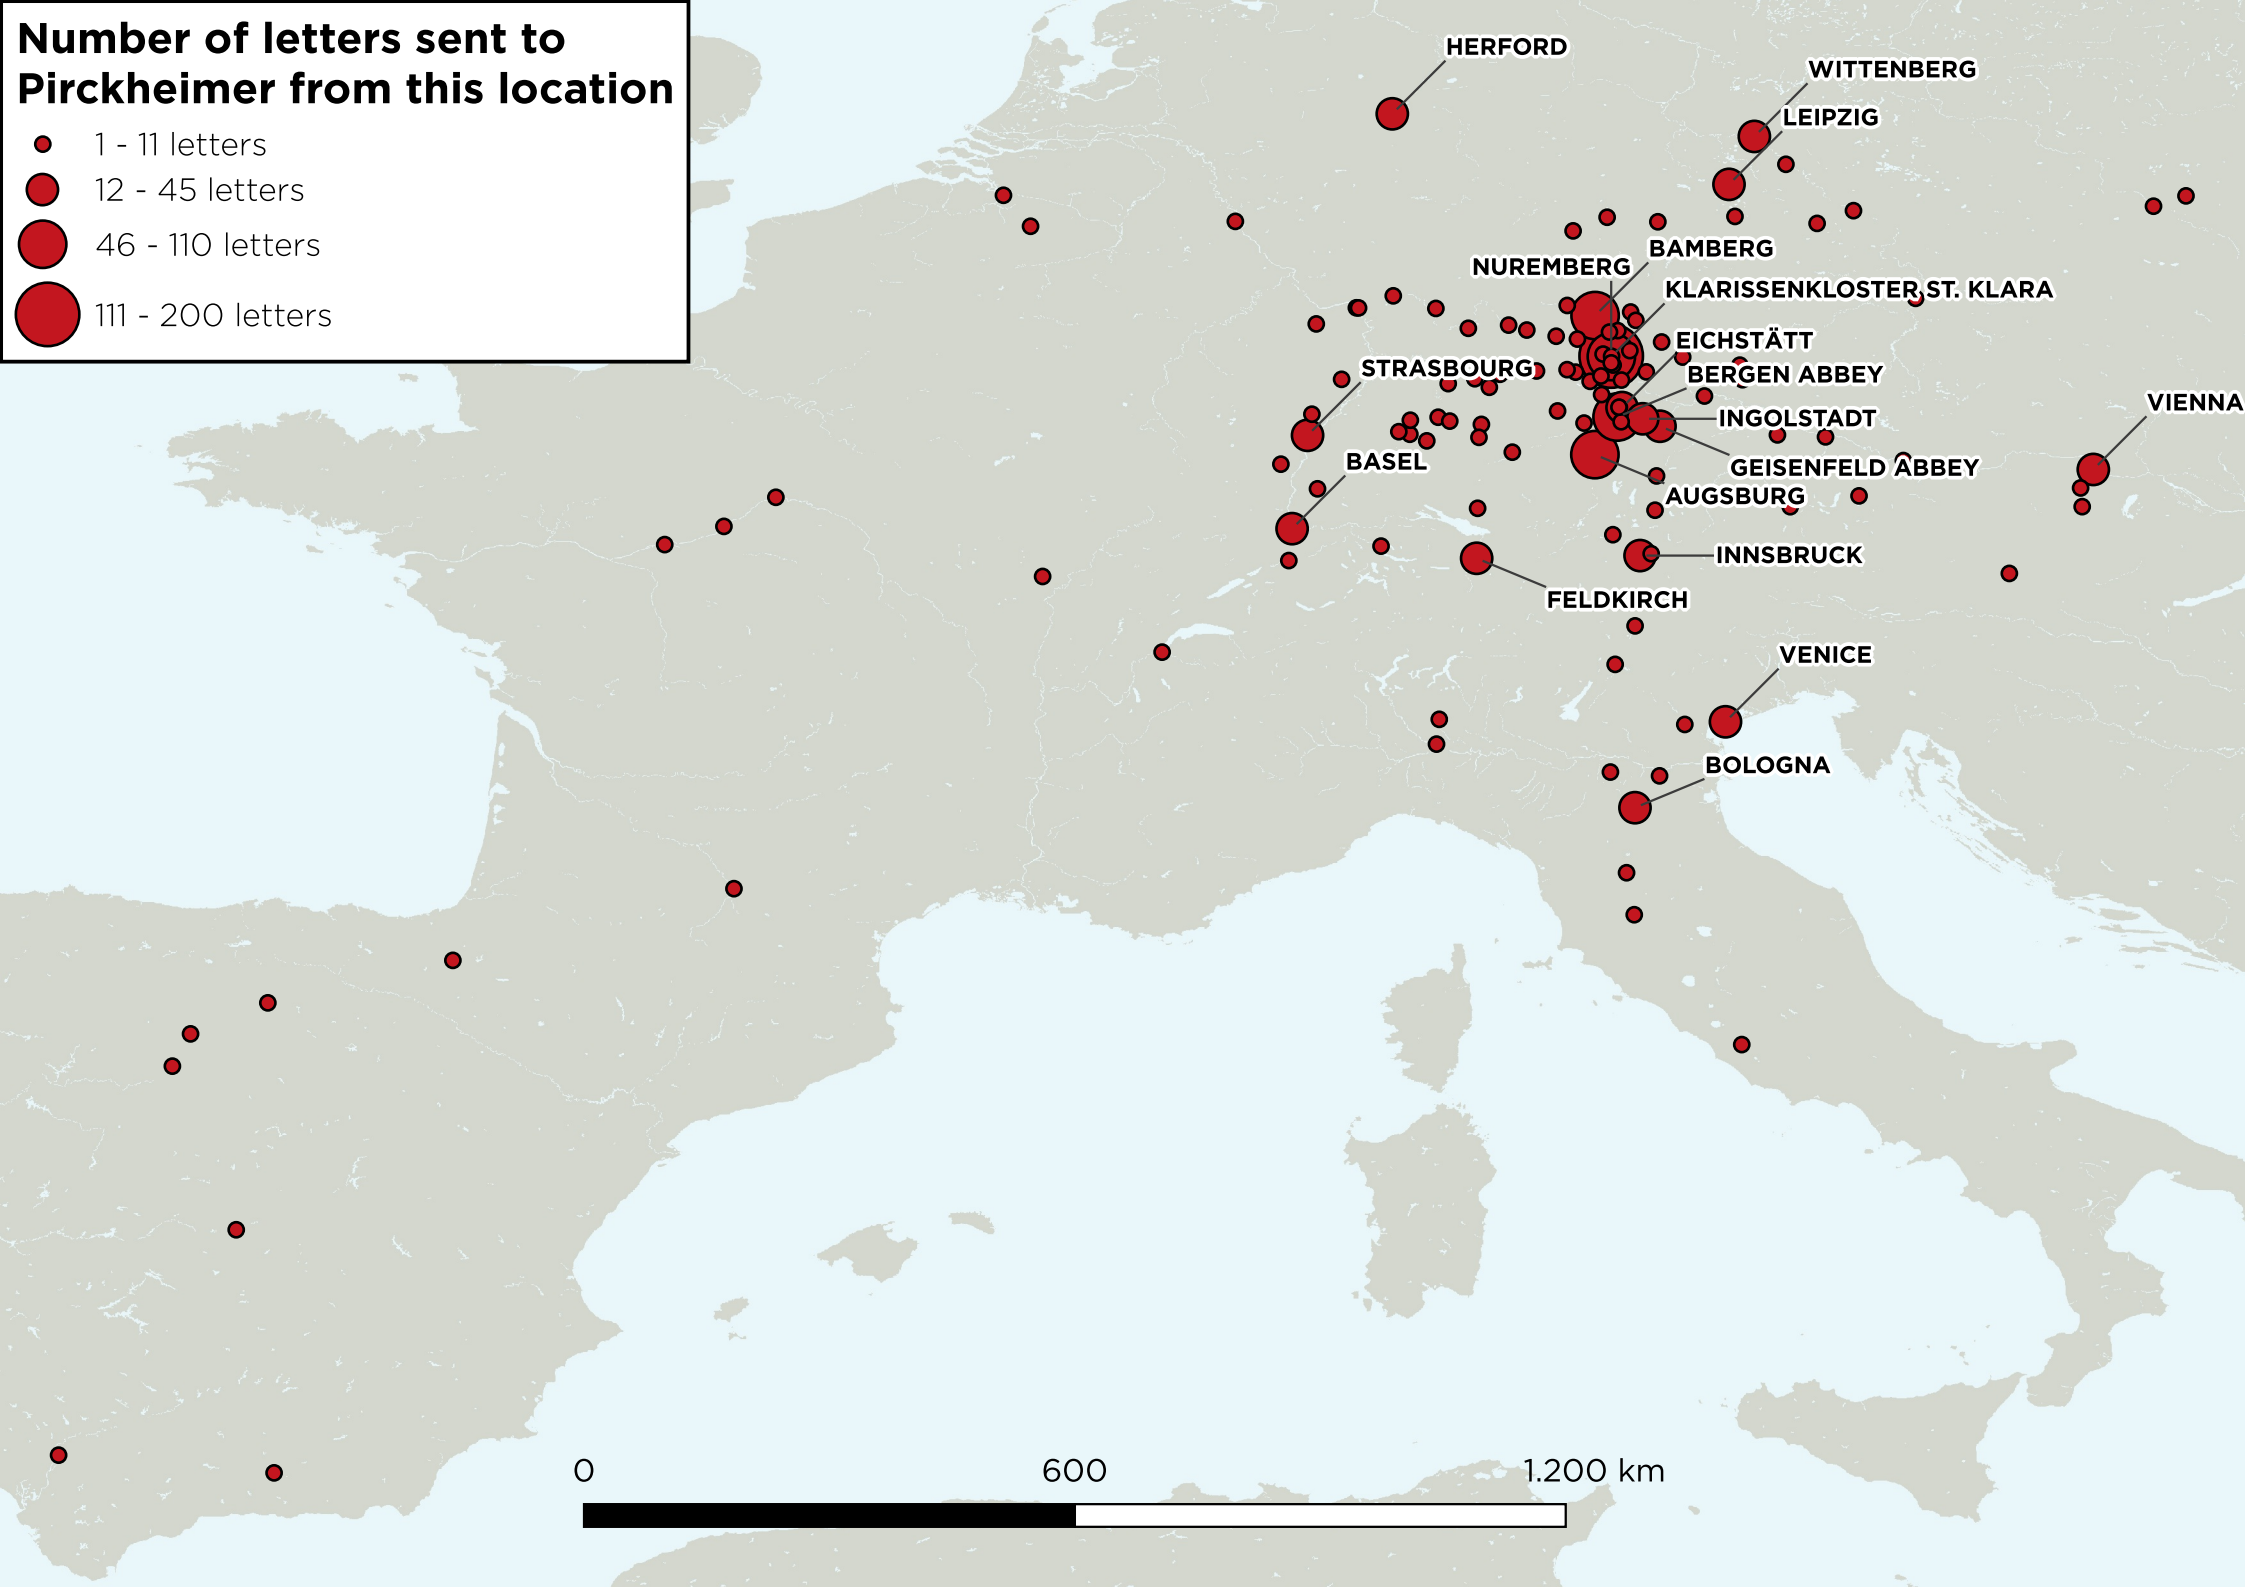 Number of letters sent to
Pirckheimer from this location
1 - 11 letters
12 - 45 letters
46 - 110 letters
111 - 200 letters
HERFORD
WITTENBERG
LEIPZIG
BAMBERG
NUREMBERG
KLARISSENKLOSTER ST. KLARA
EICHSTÄTT
STRASBOURG
BERGEN ABBEY
VIENNA
INGOLSTADT
BASEL
GEISENFELD ABBEY
AUGSBURG
INNSBRUCK
FELDKIRCH
VENICE
BOLOGNA
0 600 1.200 km